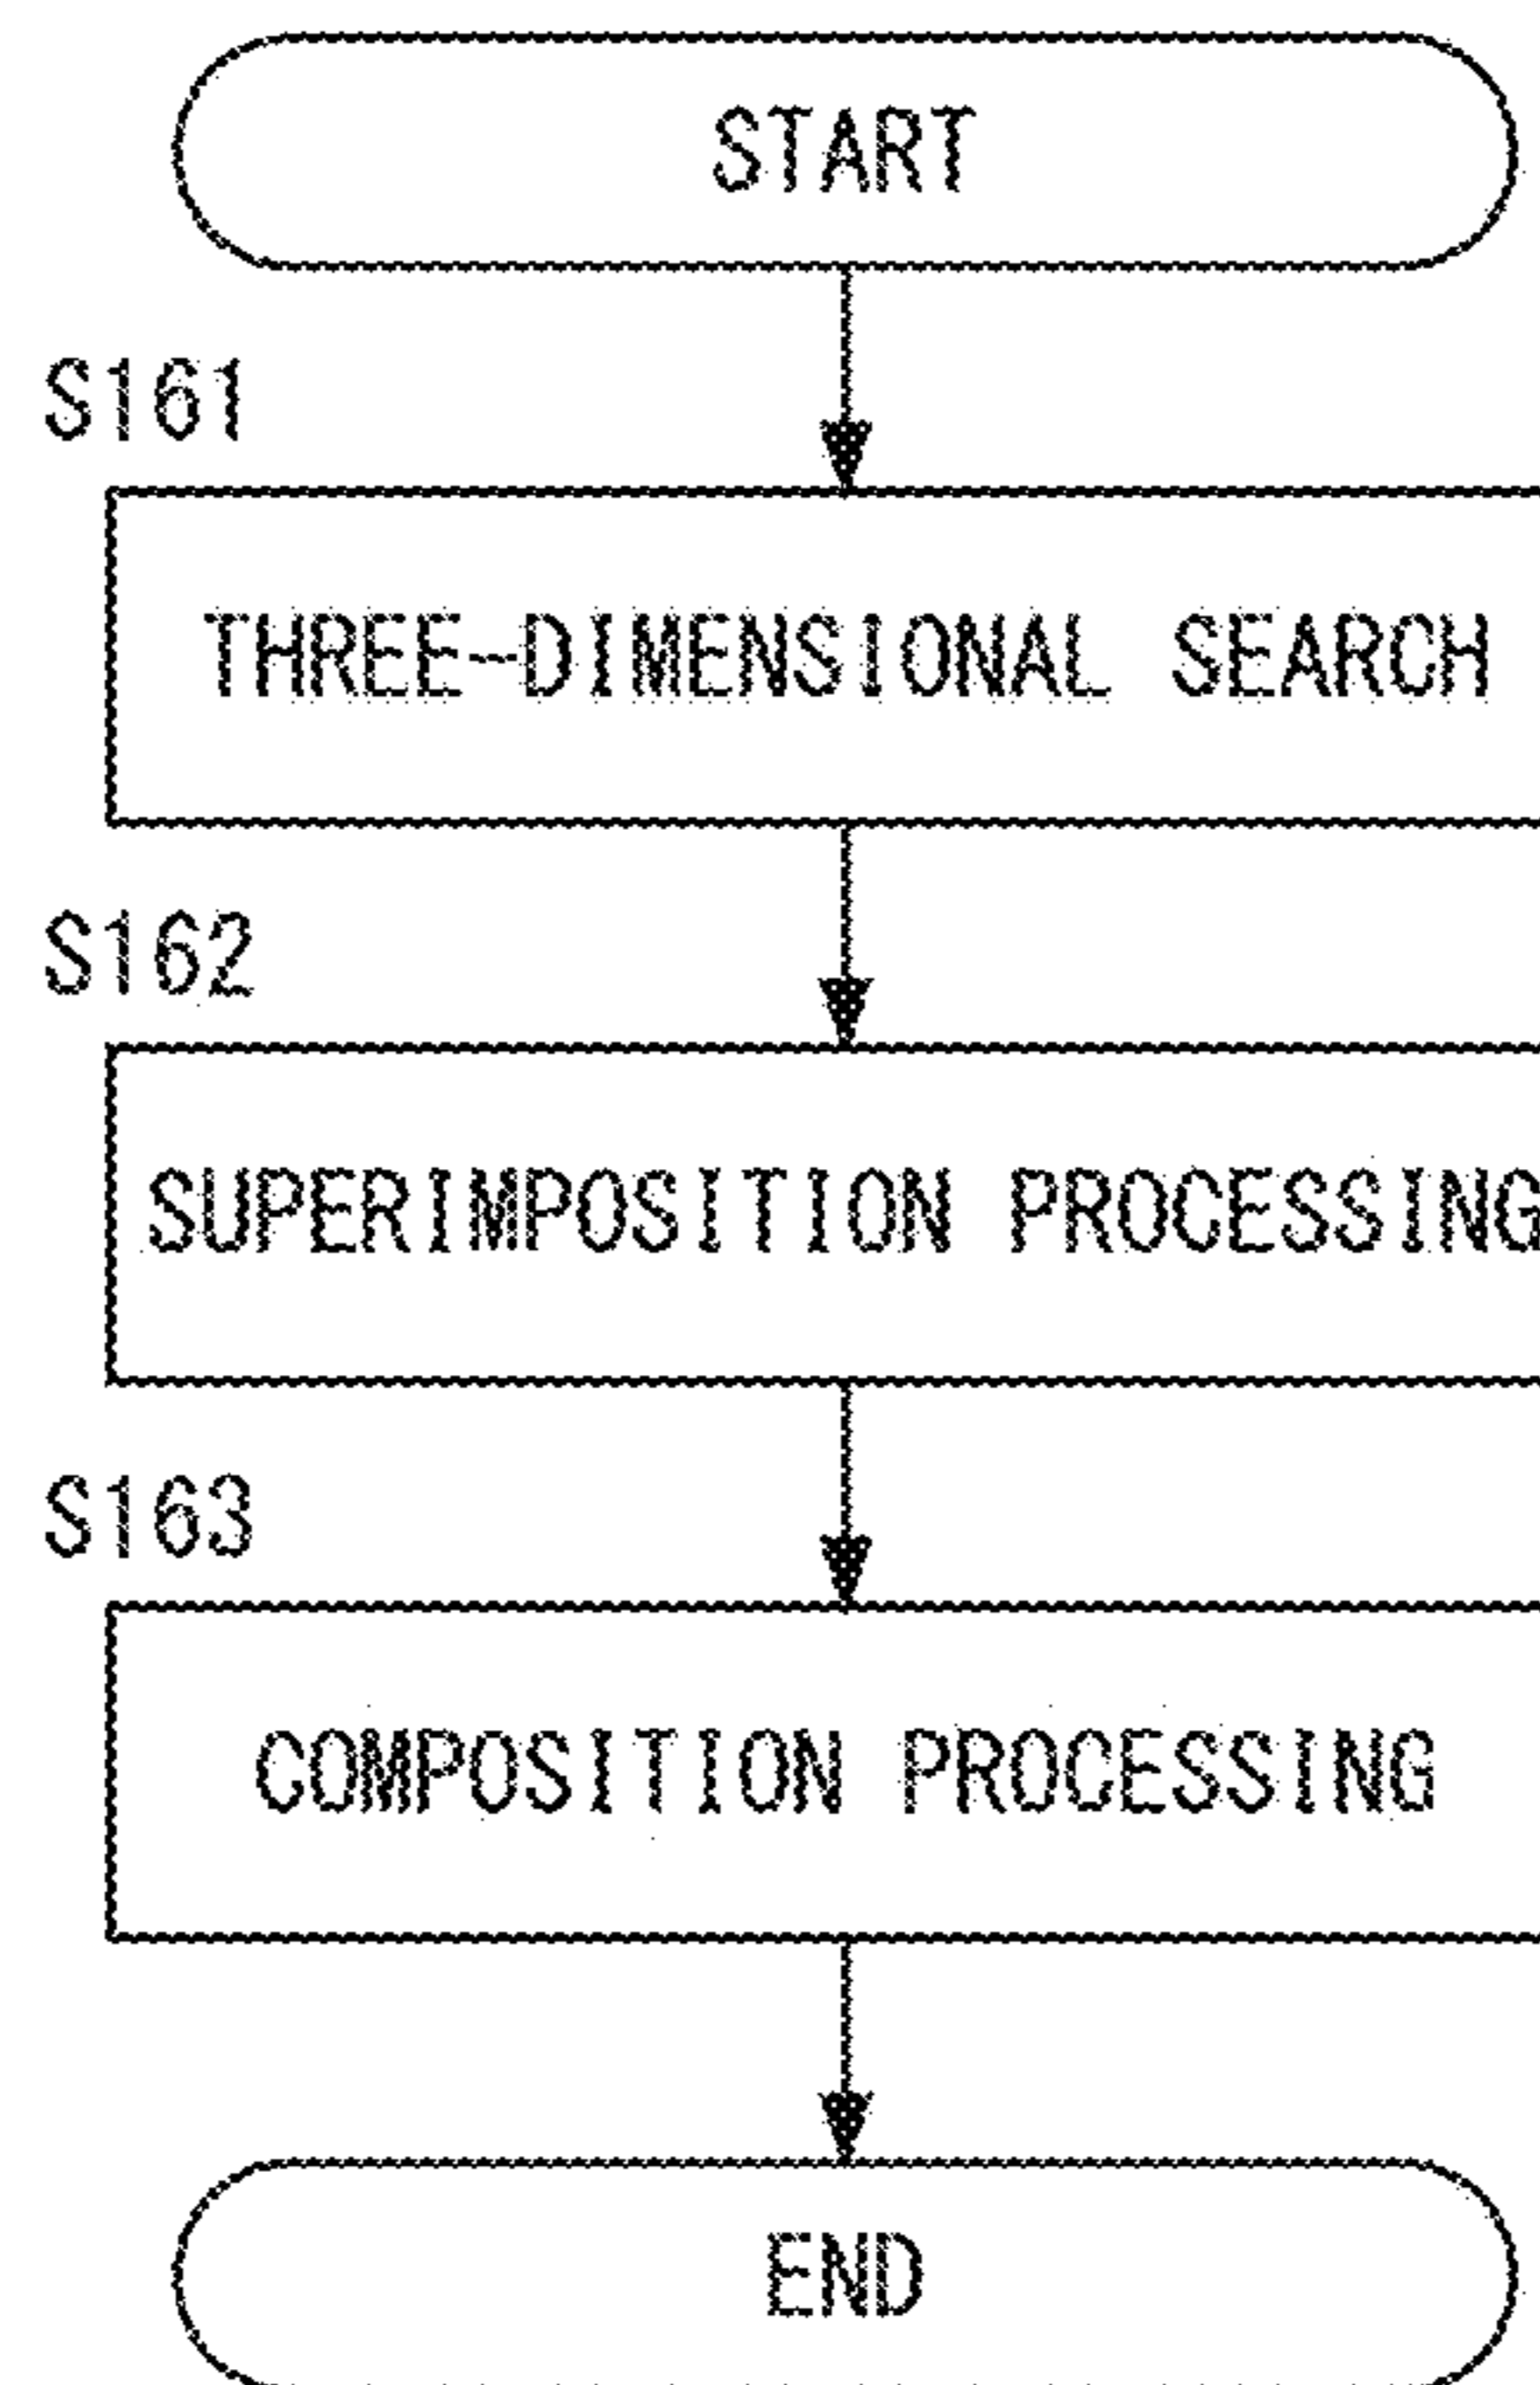 START
S161
THREE-DIMENSIONAL SEARCH
S162
SUPERIMPOSITION PROCESSING
S163
COMPOSITION PROCESSING
END